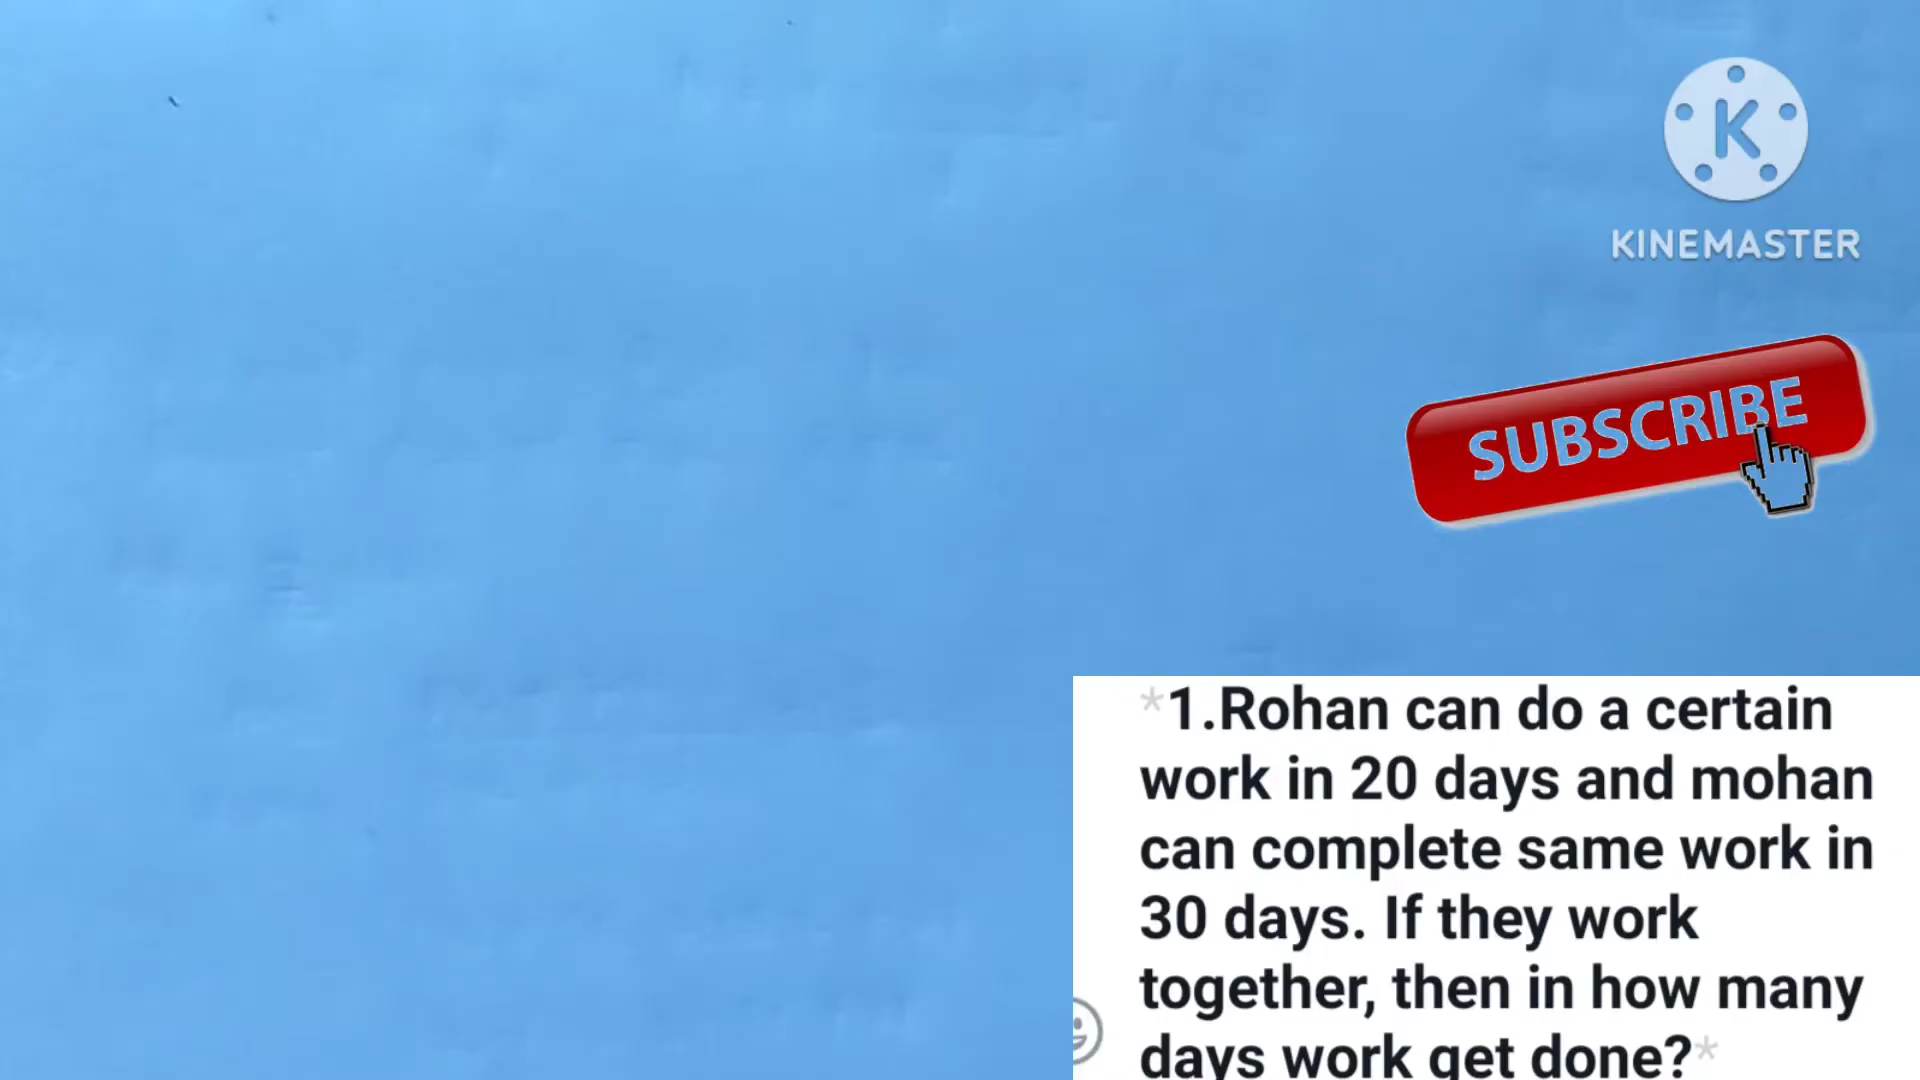 KINEMASTER
SUBSCRIBE
*1.Rohan can do a certain
work in 20 days and mohan
can complete same work in
30 days. If they work
together, then in how many
days work get done?*